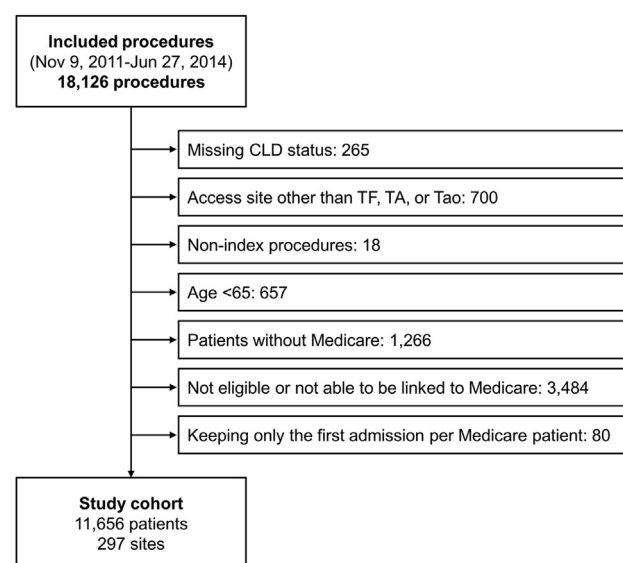 Included procedures
(Nov 9, 2011-Jun 27, 2014)
18,126 procedures
Missing CLD status: 265
Access site other than TF, TA, or Tao: 700
Non-index procedures: 18
Age <65: 657
Patients without Medicare: 1,266
Not eligible or not able to be linked to Medicare: 3,484
Keeping only the first admission per Medicare patient: 80
Study cohort
11,656 patients
297 sites